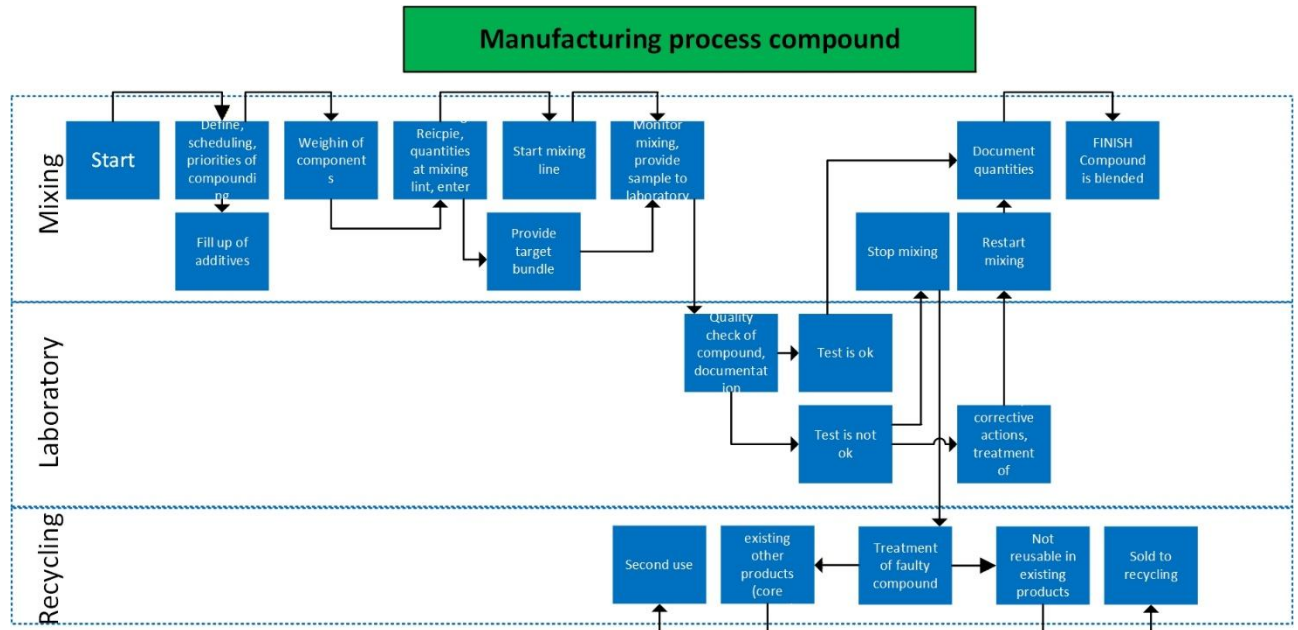 Manufacturing process compound
Mixing
Start
Define,
scheduling,
priorities of
compoundi
ng
Weighin of
component
s
Reicpie,
quantities
at mixing
lint, enter
Start mixing
line
Monitor
mixing,
provide
sample to
laboratory
Document
quantities
FINISH
Compound
is blended
Fill up of
additives
Provide
target
bundle
Stop mixing
Restart
mixing
Laboratory
Quality
check of
compound,
documentat
ion
Test is ok
Test is not
ok
corrective
actions,
treatment
of
Recycling
Second use
existing
other
products
(core
Treatment
of faulty
compound
Not
reusable in
existing
products
Sold to
recycling